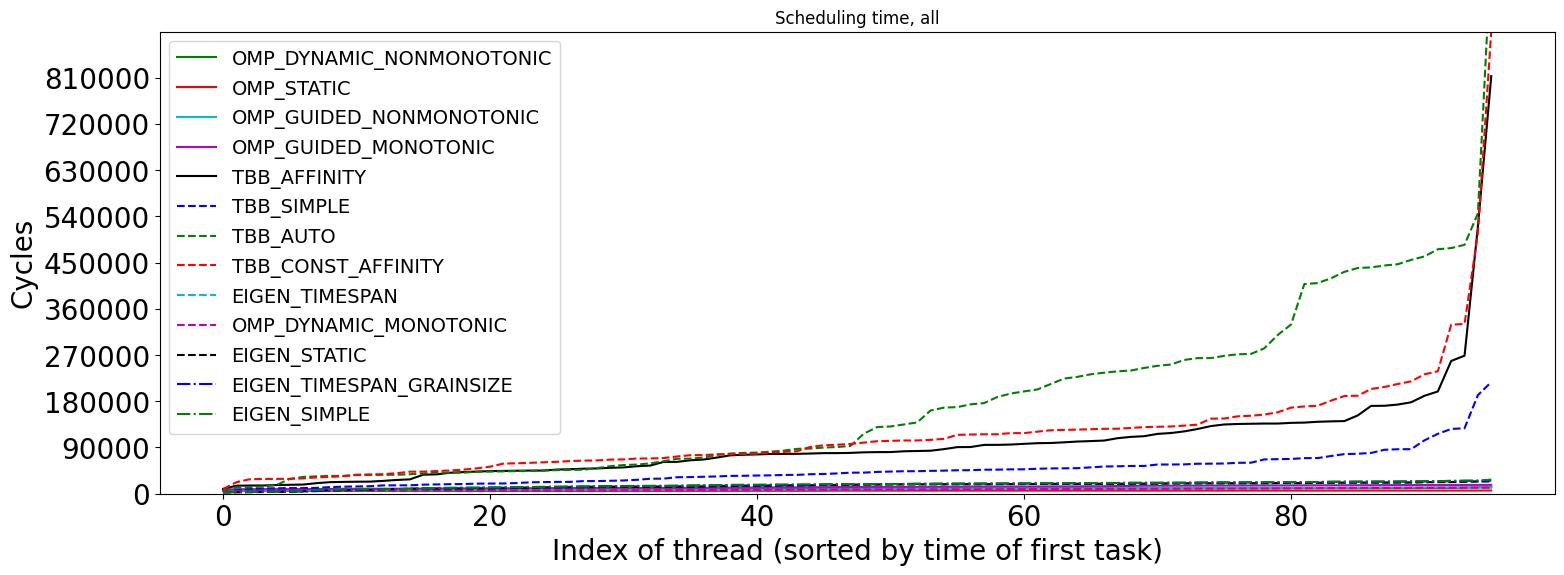 Scheduling time, all
OMP_DYNAMIC_NONMONOTONIC
OMP_STATIC
OMP_GUIDED_NONMONOTONIC
OMP_GUIDED_MONOTONIC
TBB_AFFINITY
TBB_SIMPLE
TBB_AUTO
TBB_CONST_AFFINITY
EIGEN_TIMESPAN
OMP_DYNAMIC_MONOTONIC
EIGEN_STATIC
EIGEN_TIMESPAN_GRAINSIZE
EIGEN_SIMPLE
Cycles
810000
720000
630000
540000
450000
360000
270000
180000
90000
0
0 20 40 60 80
Index of thread (sorted by time of first task)